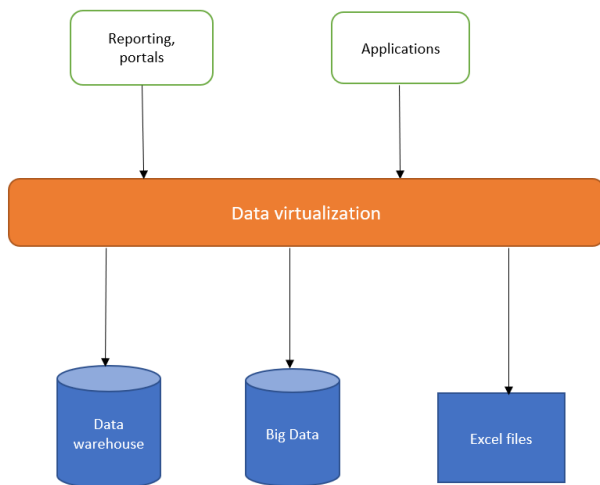 Reporting,
portals
Applications
Data virtualization
Data
warehouse
Big Data
Excel files